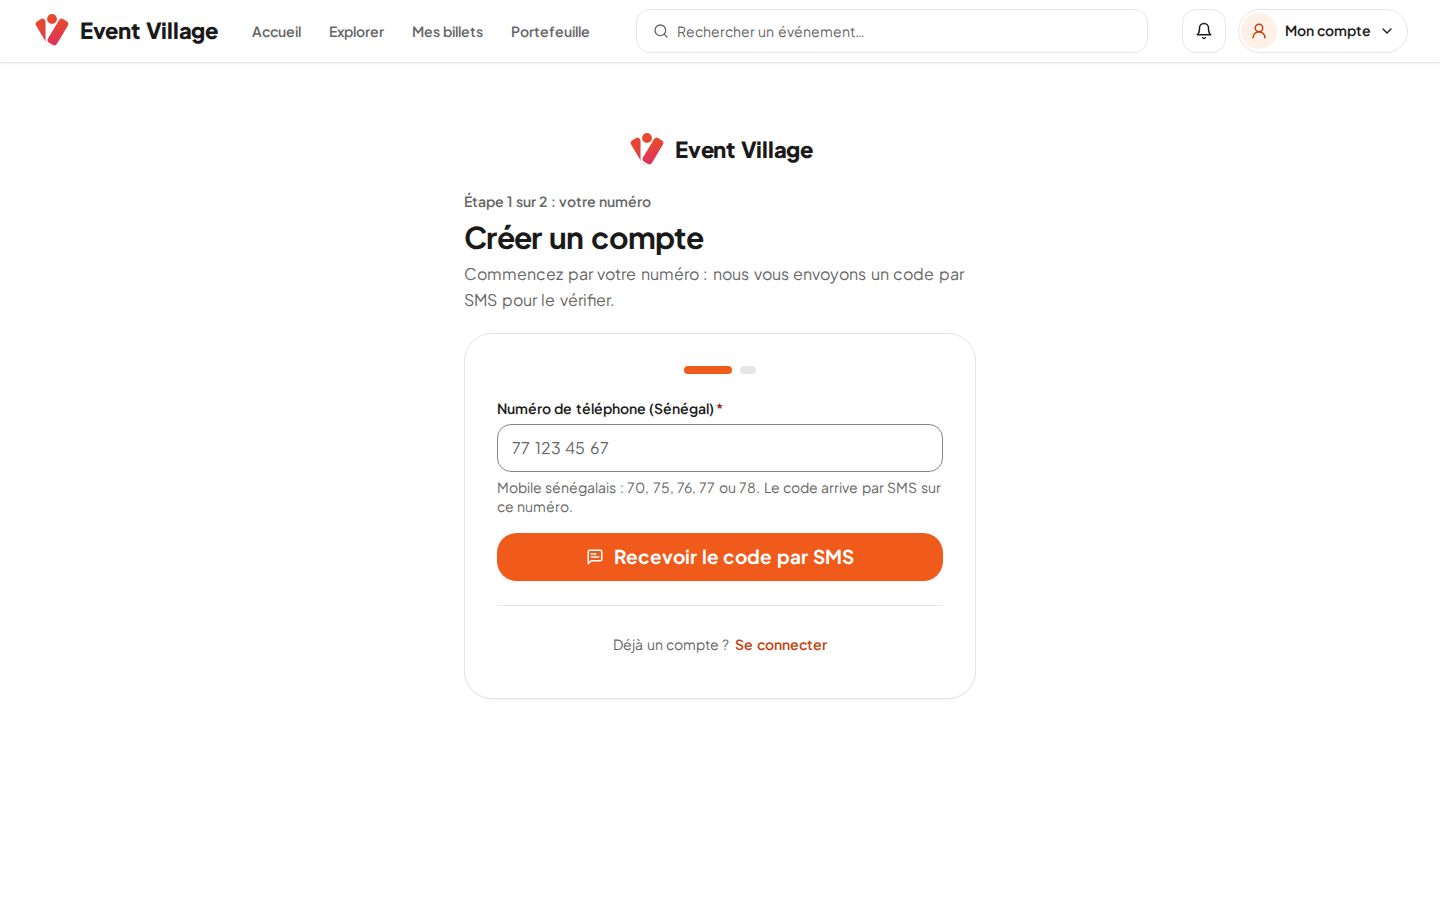 Event Village
Accueil
Explorer
Mes billets
Portefeuille
Rechercher un événement...
Mon compte
Event Village
Étape 1 sur 2 : votre numéro
Créer un compte
Commencez par votre numéro : nous vous envoyons un code par
SMS pour le vérifier.
Numéro de téléphone (Sénégal) *
77 123 45 67
Mobile sénégalais : 70, 75, 76, 77 ou 78. Le code arrive par SMS sur
ce numéro.
Recevoir le code par SMS
Déjà un compte ? Se connecter